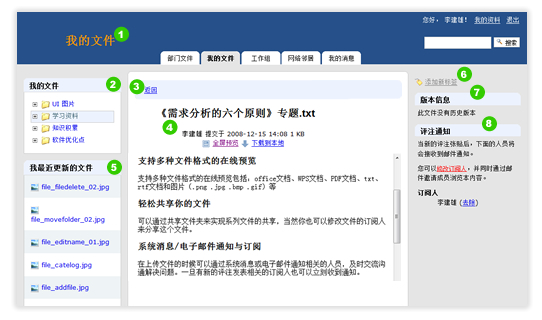 您好, 李建雄! 我的资料 退出
我的文件 1
搜索
部门文件 我的文件 工作组 网络邻居 我的消息
我的文件 2
UI 图片
学习资料
知识积累
软件优化点
我最近更新的文件 5
file_filedelete_02.jpg
file_movefolder_02.jpg
file_editname_01.jpg
file_catelog.jpg
file_addfile.jpg
3 返回
《需求分析的六个原则》专题.txt
4 李建雄 提交于 2008-12-15 14:08 1 KB
全屏预览 下载到本地
支持多种文件格式的在线预览
支持多种文件格式的在线预览包括: office文档、WPS文档、PDF文档、txt、
rtf文档和图片 (.png .jpg .bmp .gif) 等
轻松共享你的文件
可以通过共享文件夹来实现系列文件的共享, 当然你也可以修改文件的订阅人
来分享这个文件。
系统消息/电子邮件通知与订阅
在上传文件的时候可以通过系统消息或电子邮件通知相关的人员, 及时交流沟
通解决问题。一旦有新的评注发表相关的订阅人也可以立刻收到通知。
6
添加新标签
7
版本信息
此文件没有历史版本
8
评注通知
当新的评注张贴后, 下面的人员将
会接收到邮件通知。
您可以修改订阅人, 并同时通过邮
件邀请成员浏览本内容。
订阅人
李建雄 (去除)